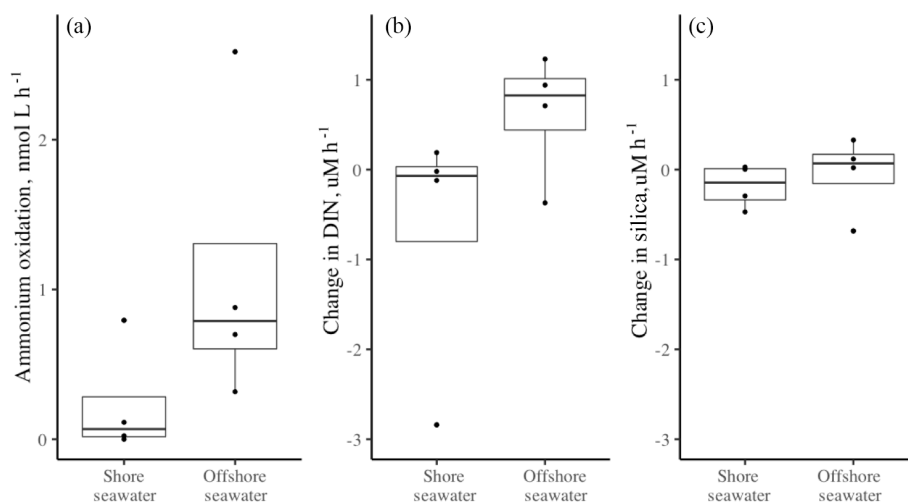 (a)
Ammonium oxidation, nmol L h⁻¹
2
1
0
Shore
seawater
Offshore
seawater
(b)
Change in DIN, uM h⁻¹
1
0
-1
-2
-3
Shore
seawater
Offshore
seawater
(c)
Change in silica,uM h⁻¹
1
0
-1
-2
-3
Shore
seawater
Offshore
seawater